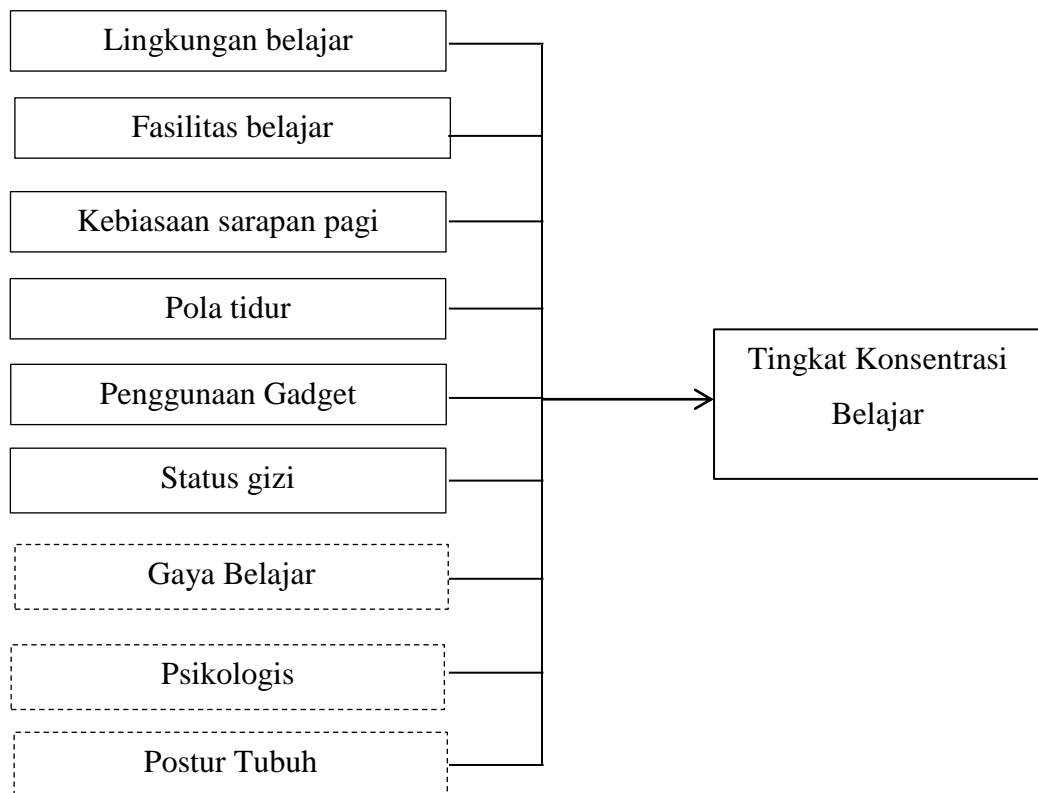 Lingkungan belajar
Fasilitas belajar
Kebiasaan sarapan pagi
Pola tidur
Penggunaan Gadget
Status gizi
Gaya Belajar
Psikologis
Postur Tubuh
Tingkat Konsentrasi
Belajar